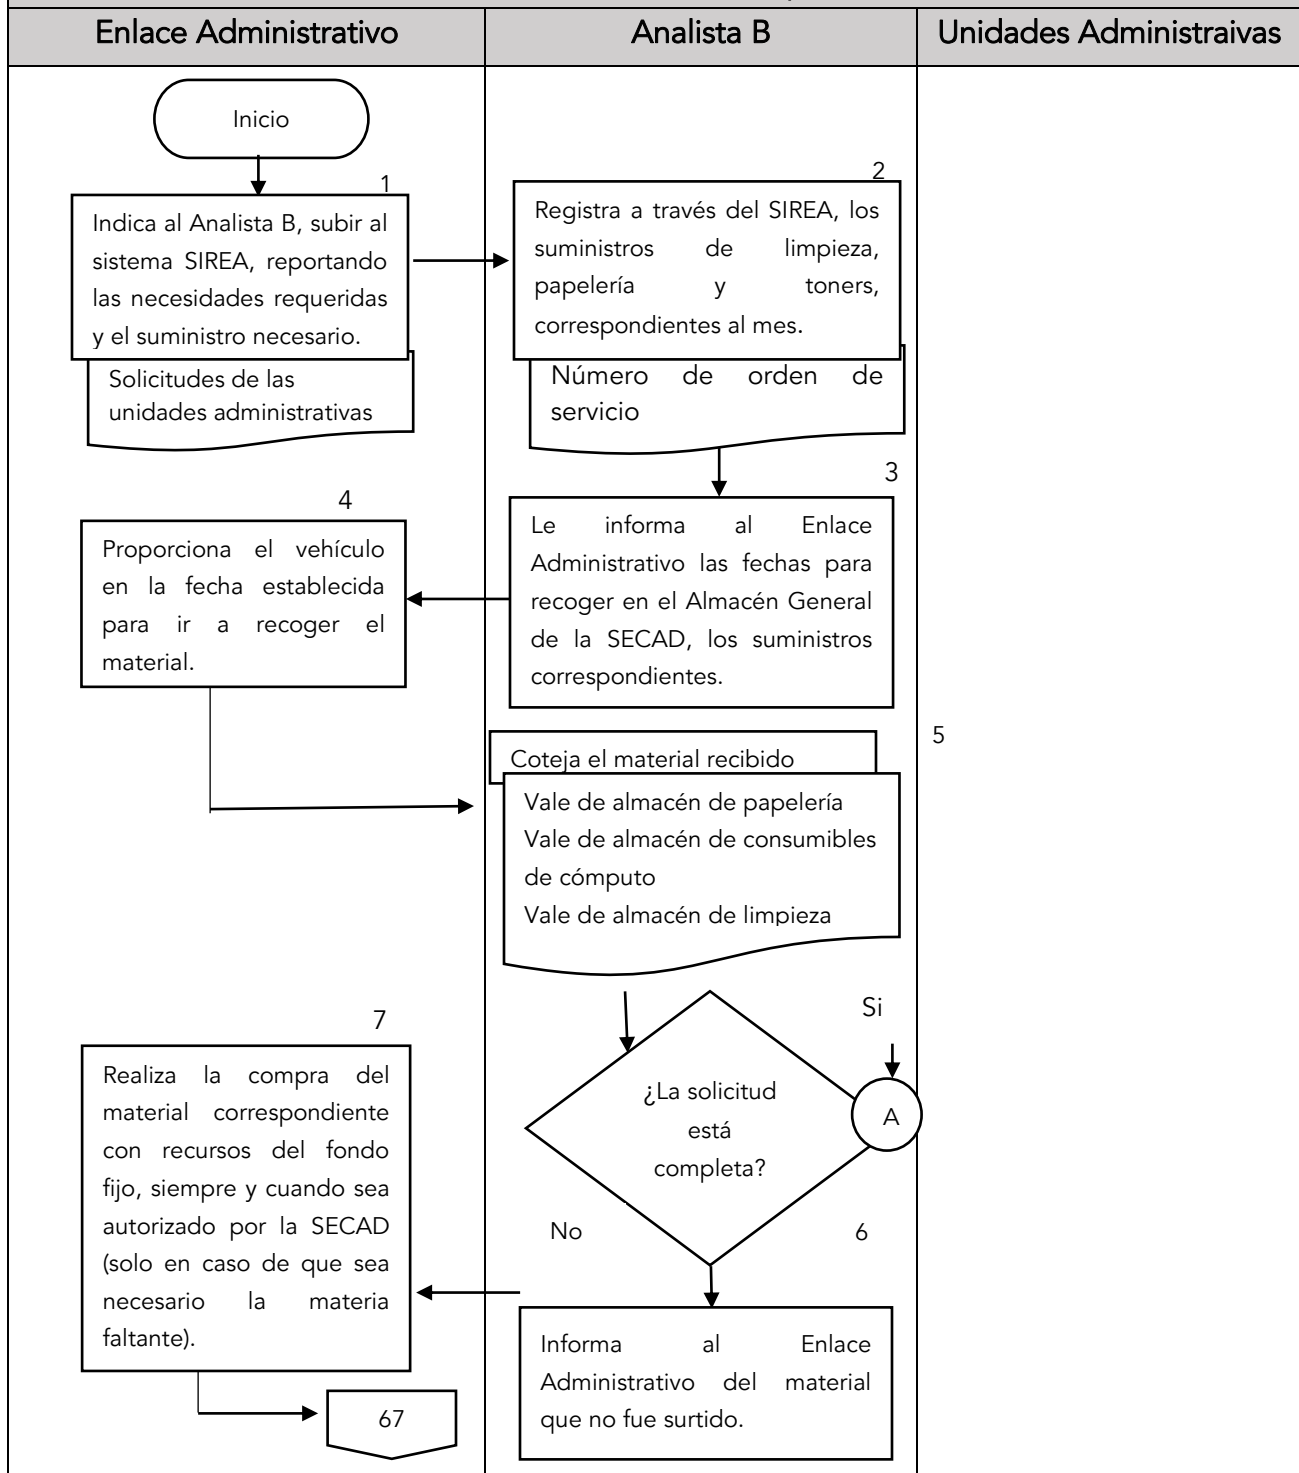 Enlace Administrativo
Analista B
Unidades Administraivas
Inicio
1
Indica al Analista B, subir al
sistema SIREA, reportando
las necesidades requeridas
y el suministro necesario.
Solicitudes de las
unidades administrativas
2
Registra a través del SIREA, los
suministros de limpieza,
papelería y toners,
correspondientes al mes.
Número de orden de
servicio
3
Le informa al Enlace
Administrativo las fechas para
recoger en el Almacén General
de la SECAD, los suministros
correspondientes.
4
Proporciona el vehículo
en la fecha establecida
para ir a recoger el
material.
5
Coteja el material recibido
Vale de almacén de papelería
Vale de almacén de consumibles
de cómputo
Vale de almacén de limpieza
¿La solicitud
está
completa?
Si
A
No
6
Informa al Enlace
Administrativo del material
que no fue surtido.
7
Realiza la compra del
material correspondiente
con recursos del fondo
fijo, siempre y cuando sea
autorizado por la SECAD
(solo en caso de que sea
necesario la materia
faltante).
67